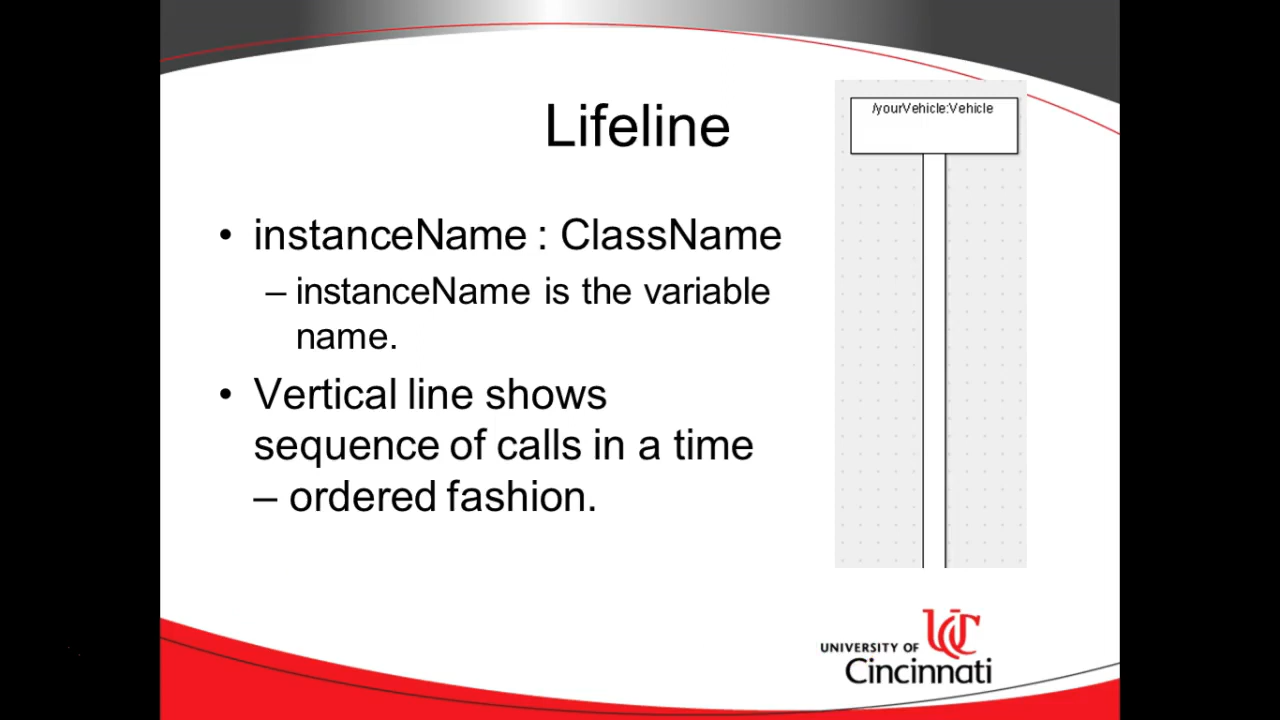 Lifeline
/yourVehicle:Vehicle
• instanceName : ClassName
– instanceName is the variable
name.
• Vertical line shows
sequence of calls in a time
– ordered fashion.
UC
UNIVERSITY OF
Cincinnati